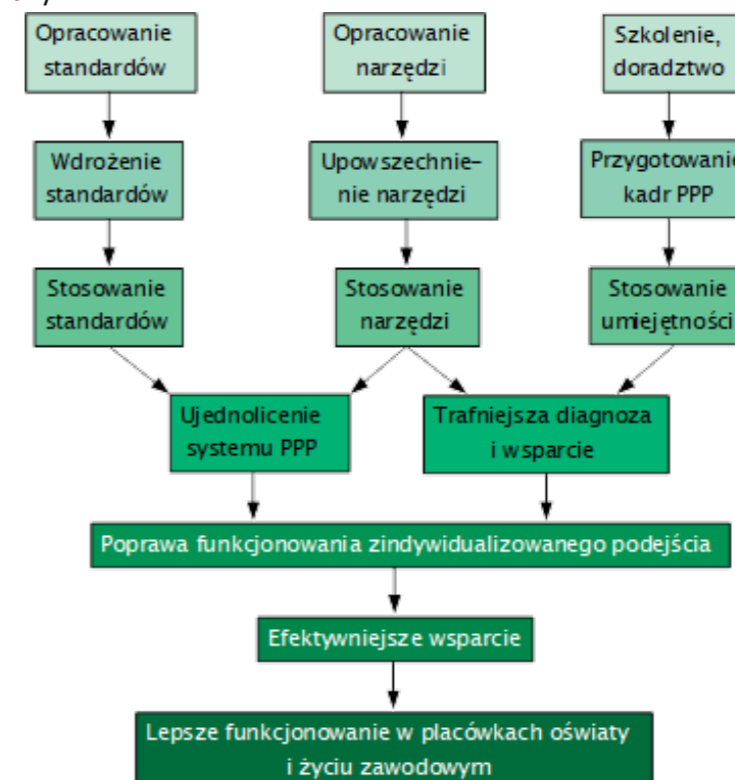 Opracowanie
standardów
Opracowanie
narzędzi
Szkolenie,
doradztwo
Wdrożenie
standardów
Upowszechnie-
nie narzędzi
Przygotowanie
kadr PPP
Stosowanie
standardów
Stosowanie
narzędzi
Stosowanie
umiejętności
Ujednolicenie
systemu PPP
Trafniejsza diagnoza
i wsparcie
Poprawa funkcjonowania zindywidualizowanego podejścia
Efektywniejsze wsparcie
Lepsze funkcjonowanie w placówkach oświaty
i życiu zawodowym